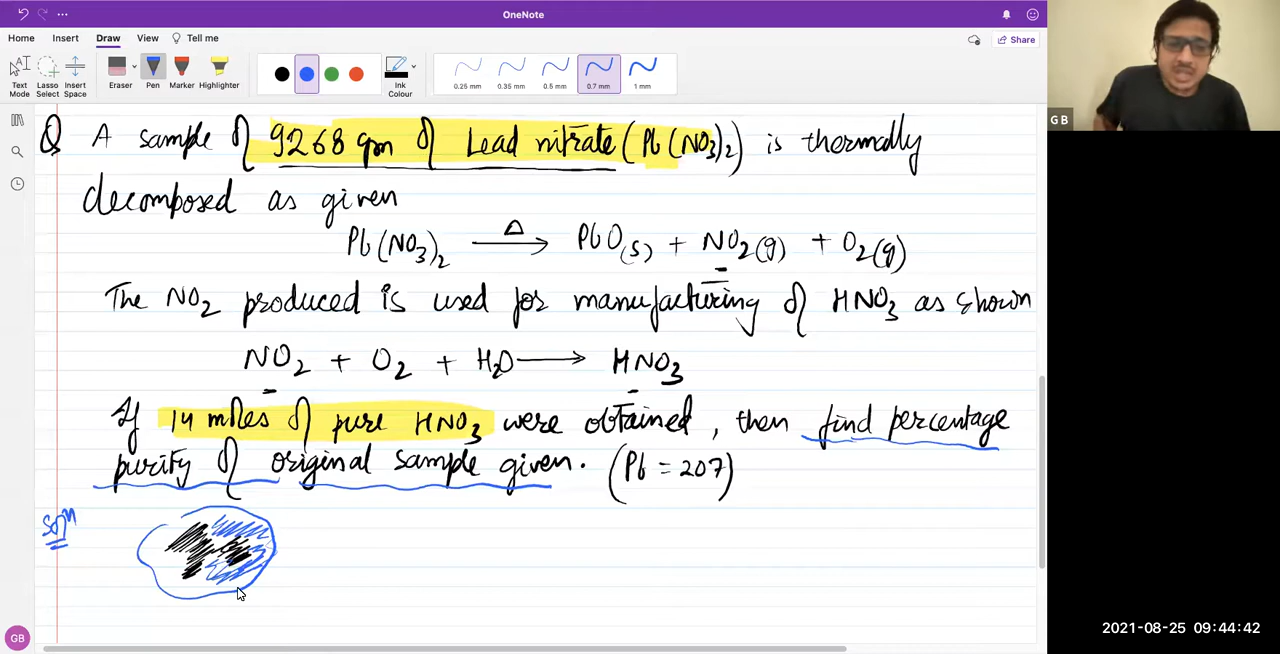 OneNote
Home Insert Draw View Tell me
Share
Text Mode Lasso Select Insert Space Eraser Pen Marker Highlighter Ink Colour 0.25 mm 0.35 mm 0.5 mm 0.7 mm 1 mm
G B
Q A sample of 9268 gm of Lead nitrate (Pb(NO3)2) is thermally
decomposed as given
Pb(NO3)2 —Δ→ PbO(s) + NO2(g) + O2(g)
The NO2 produced is used for manufacturing of HNO3 as shown
NO2 + O2 + H2O ⟶ HNO3
If 14 moles of pure HNO3 were obtained, then find percentage
purity of original sample given. (Pb = 207)
Solⁿ
GB
2021-08-25 09:44:42